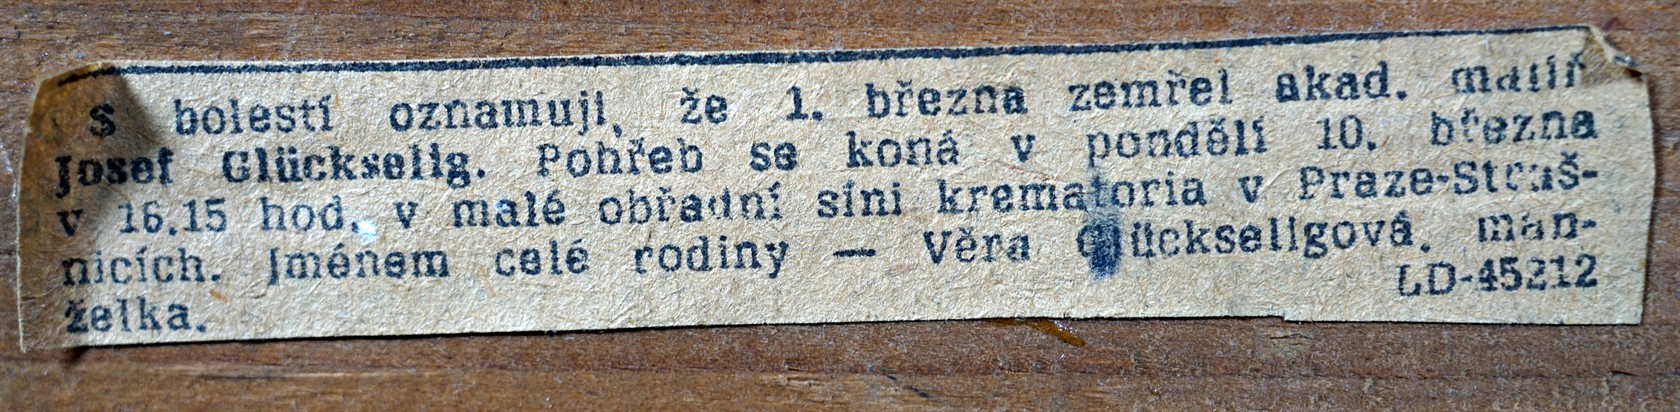 S bolestí oznamuji, že 1. března zemřel akad. malíř
Josef Glückselig. Pohřeb se koná v pondělí 10. března
v 16.15 hod. v malé obřadní síni krematoria v Praze-Straš-
nicích. Jménem celé rodiny — Věra Glückseligová, man-
želka. LD-45212